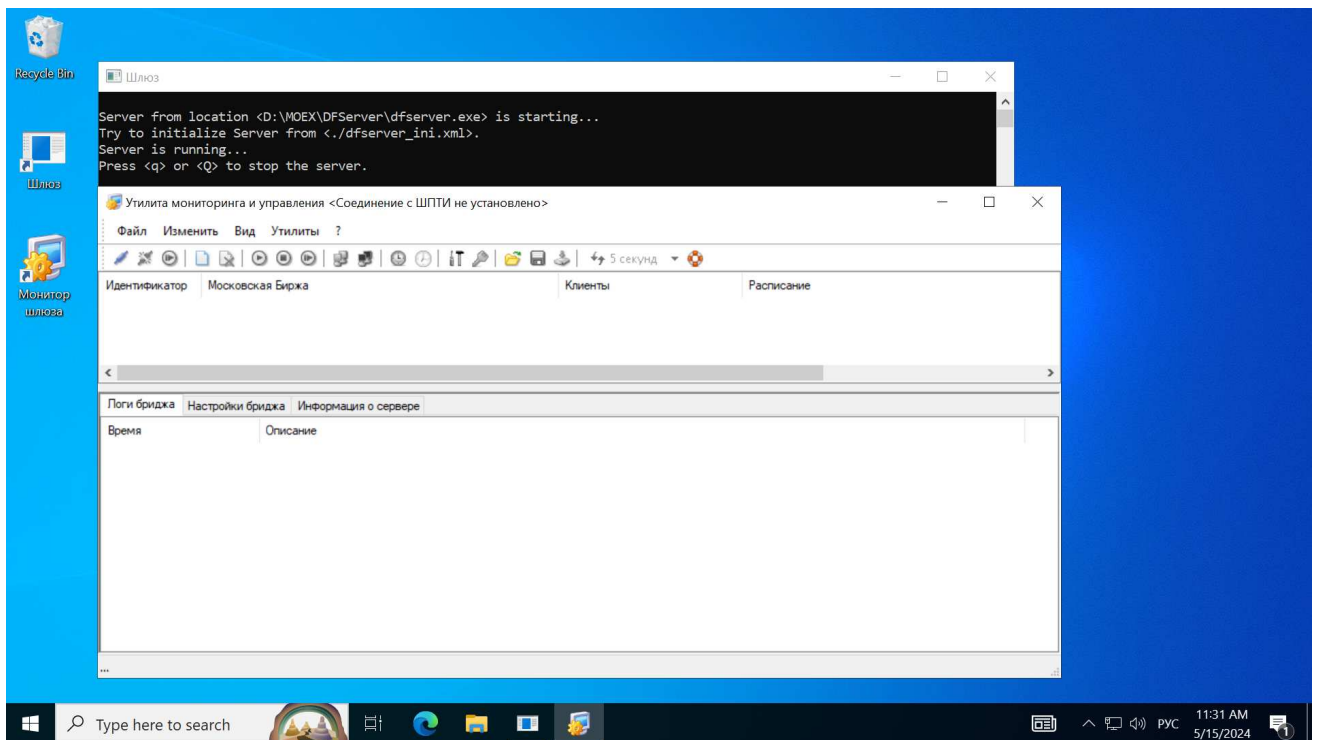 Recycle Bin
Шлюз
Монитор
шлюза
Шлюз
Server from location <D:\MOEX\DFServer\dfserver.exe> is starting...
Try to initialize Server from <./dfserver_ini.xml>.
Server is running...
Press <q> or <Q> to stop the server.
Утилита мониторинга и управления <Соединение с ШПТИ не установлено>
Файл Изменить Вид Утилиты ?
5 секунд
Идентификатор Московская Биржа Клиенты Расписание
Логи бриджа Настройки бриджа Информация о сервере
Время Описание
...
Type here to search
РУС
11:31 AM
5/15/2024
1